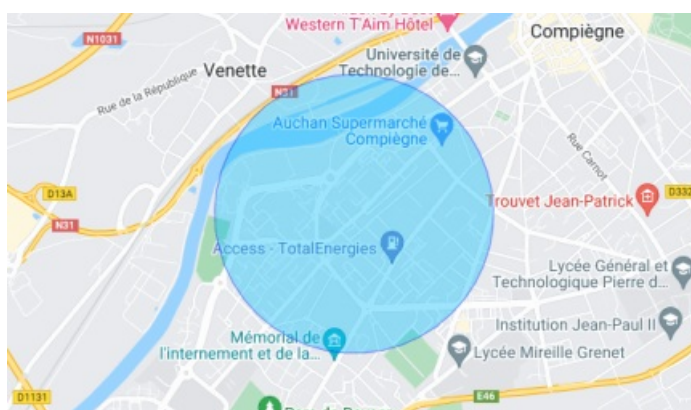 Western T'Aim Hôtel
Compiègne
N1031
Université de
Technologie de...
Venette
Rue de la République
N31
Auchan Supermarché
Compiègne
Rue Carnot
D13A
D332
Trouvet Jean-Patrick
N31
Access - TotalEnergies
Lycée Général et
Technologique Pierre d...
Institution Jean-Paul II
Mémorial de
l'internement et de la...
Lycée Mireille Grenet
D1131
E46